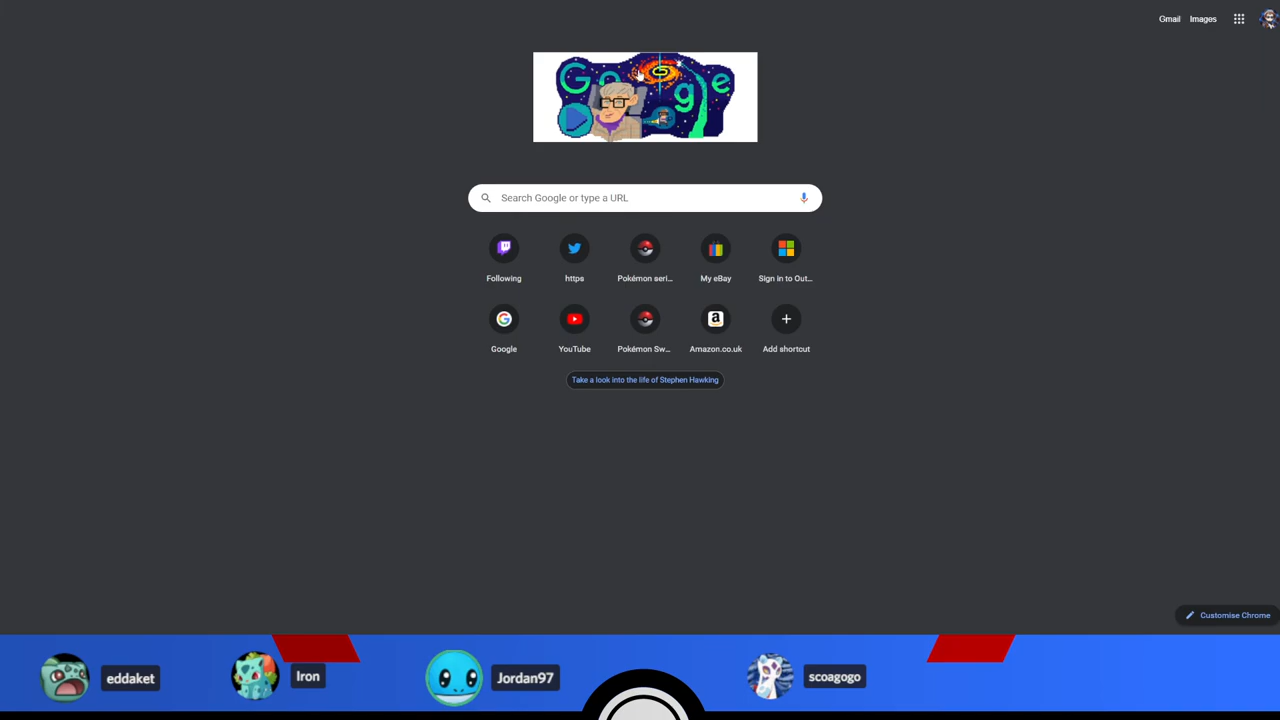 Gmail Images
Google
Search Google or type a URL
Following https Pokémon seri... My eBay Sign in to Out...
Google YouTube Pokémon Sw... Amazon.co.uk Add shortcut
Take a look into the life of Stephen Hawking
Customise Chrome
eddaket Iron Jordan97 scoagogo